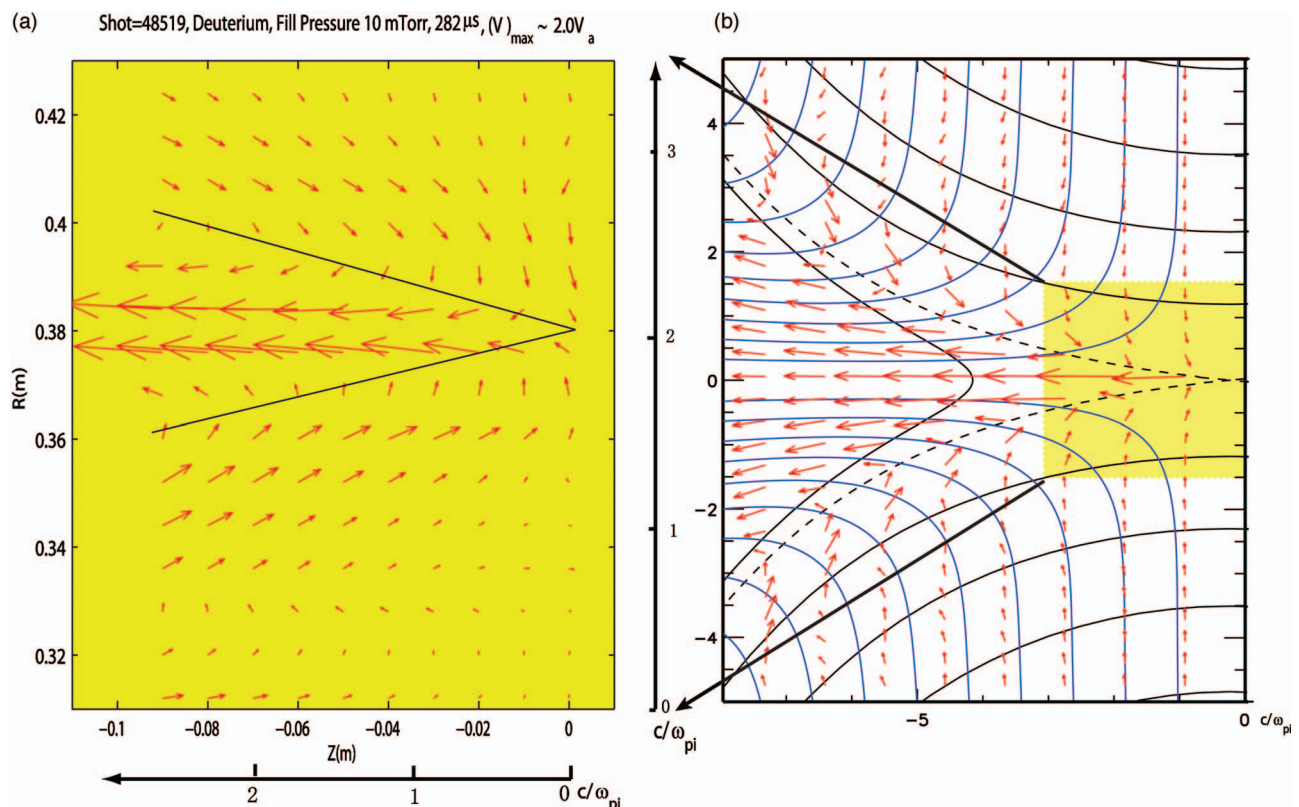 (a)
Shot=48519, Deuterium, Fill Pressure 10 mTorr, 282 μs, (V)max ~ 2.0Va
R(m)
0.42
0.4
0.38
0.36
0.34
0.32
−0.1 −0.08 −0.06 −0.04 −0.02 0
Z(m)
2 1 0 c/ωpi
3
2
1
0
c/ωpi
(b)
4
2
0
−2
−4
−5 0 c/ωpi